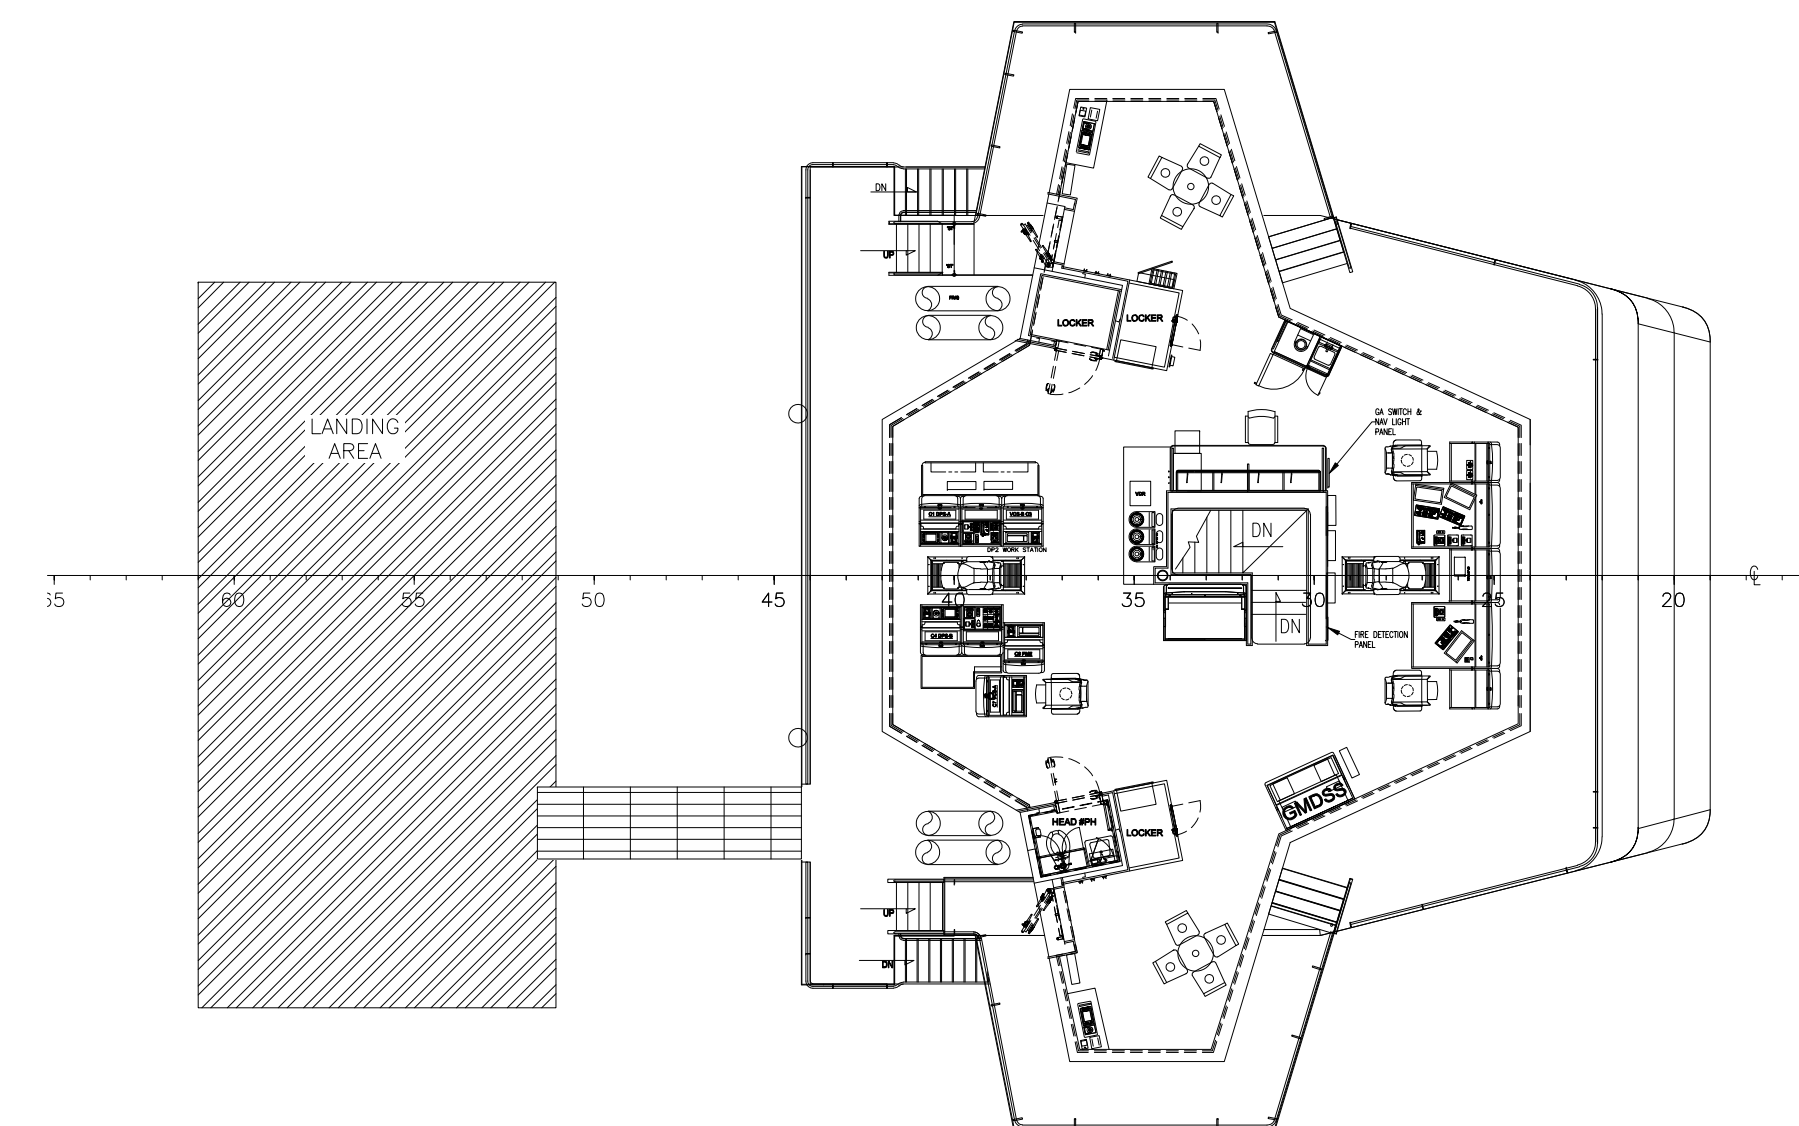 DN
UP
FRMB
LOCKER
LOCKER
LANDING
AREA
GA SWITCH &
NAV LIGHT
PANEL
VDR
DN
DP2 WORK STATION
60
55
50
45
40
35
30
25
20
DN
FIRE DETECTION
PANEL
GMDSS
HEAD #PH
LOCKER
UP
DN